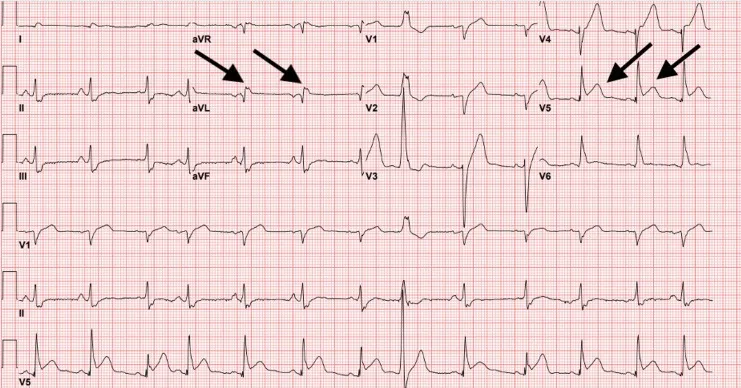 I aVR V1 V4
II aVL V2 V5
III aVF V3 V6
V1
II
V5